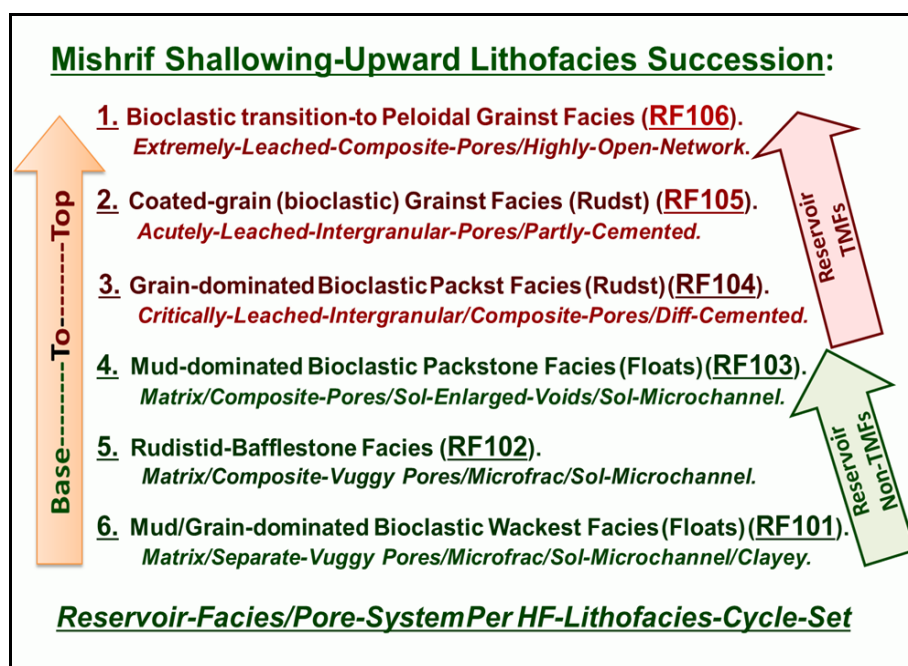 Mishrif Shallowing-Upward Lithofacies Succession:
1. Bioclastic transition-to Peloidal Grainst Facies (RF106).
Extremely-Leached-Composite-Pores/Highly-Open-Network.
2. Coated-grain (bioclastic) Grainst Facies (Rudst) (RF105).
Acutely-Leached-Intergranular-Pores/Partly-Cemented.
3. Grain-dominated Bioclastic Packst Facies (Rudst) (RF104).
Critically-Leached-Intergranular/Composite-Pores/Diff-Cemented.
4. Mud-dominated Bioclastic Packstone Facies (Floats) (RF103).
Matrix/Composite-Pores/Sol-Enlarged-Voids/Sol-Microchannel.
5. Rudistid-Bafflestone Facies (RF102).
Matrix/Composite-Vuggy Pores/Microfrac/Sol-Microchannel.
6. Mud/Grain-dominated Bioclastic Wackest Facies (Floats) (RF101).
Matrix/Separate-Vuggy Pores/Microfrac/Sol-Microchannel/Clayey.
Base----------To----------Top
Reservoir
TMFs
Reservoir
Non-TMFs
Reservoir-Facies/Pore-System Per HF-Lithofacies-Cycle-Set